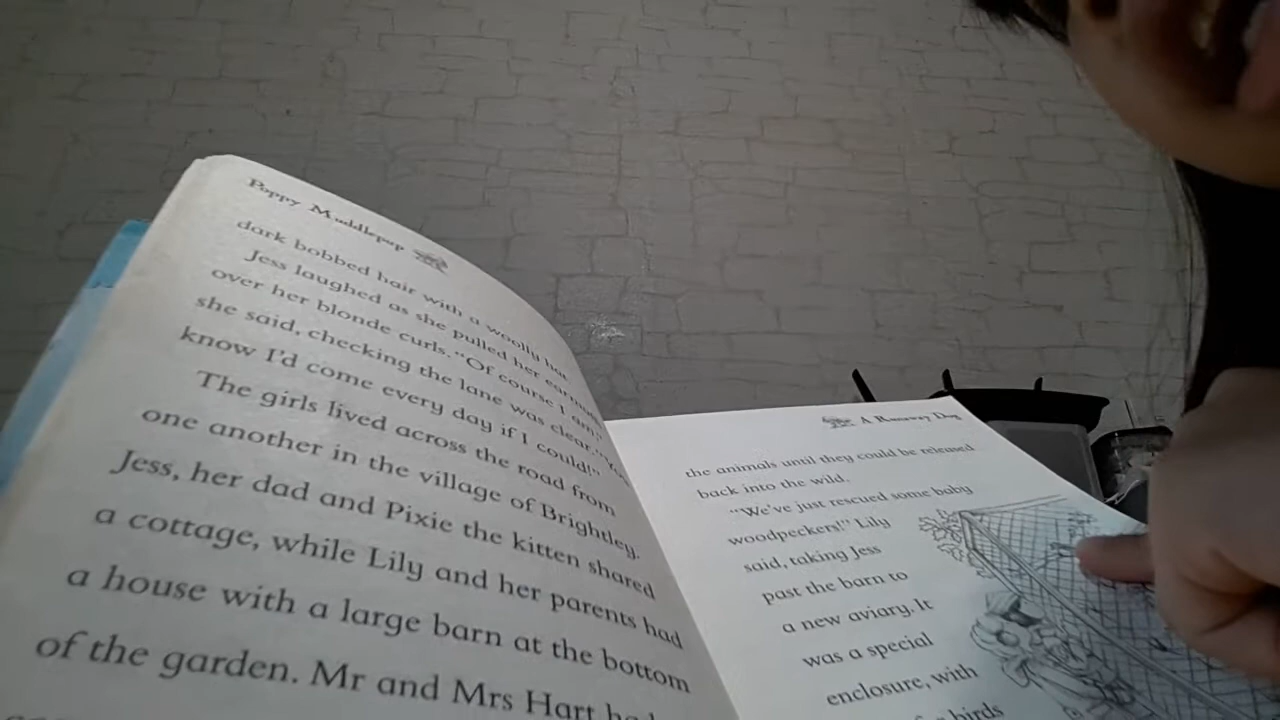 Poppy Muddlepup
dark bobbed hair with a woolly hat.
Jess laughed as she pulled her earmuffs
over her blonde curls. “Of course I am,”
she said, checking the lane was clear. “You
know I’d come every day if I could!”
The girls lived across the road from
one another in the village of Brightley.
Jess, her dad and Pixie the kitten shared
a cottage, while Lily and her parents had
a house with a large barn at the bottom
of the garden. Mr and Mrs Hart had
A Runaway Dog
the animals until they could be released
back into the wild.
“We’ve just rescued some baby
woodpeckers!” Lily
said, taking Jess
past the barn to
a new aviary. It
was a special
enclosure, with
birds